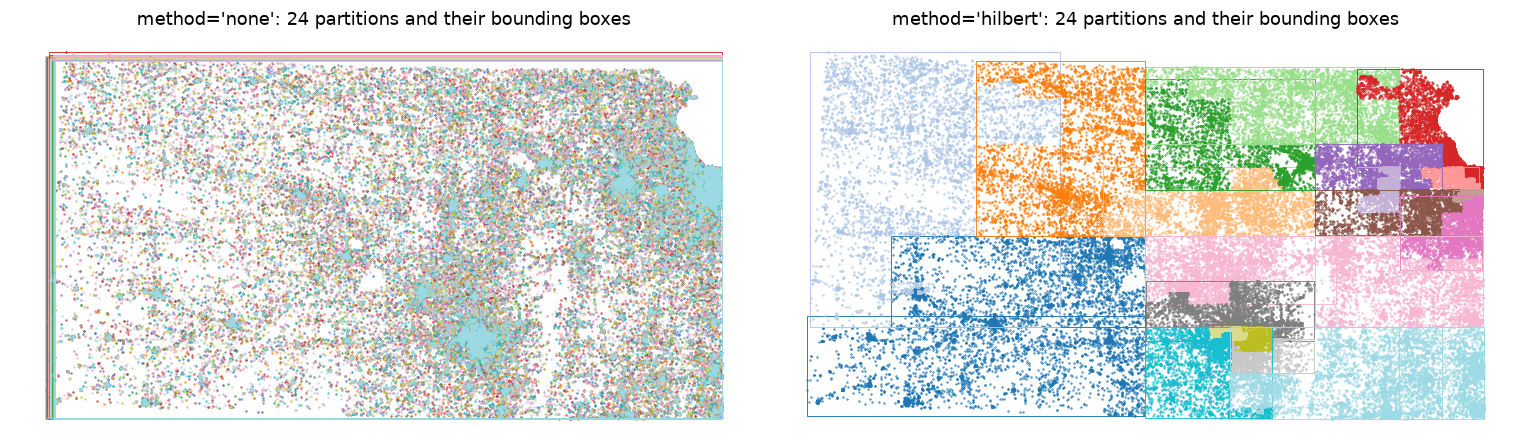 method='none': 24 partitions and their bounding boxes
method='hilbert': 24 partitions and their bounding boxes